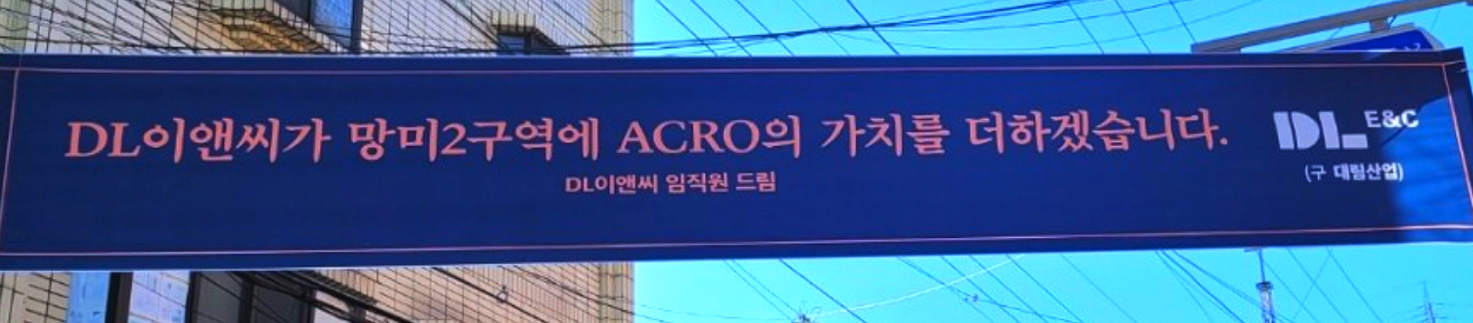 DL이앤씨가 망미2구역에 ACRO의 가치를 더하겠습니다.
DL이앤씨 임직원 드림
DL E&C
(구 대림산업)